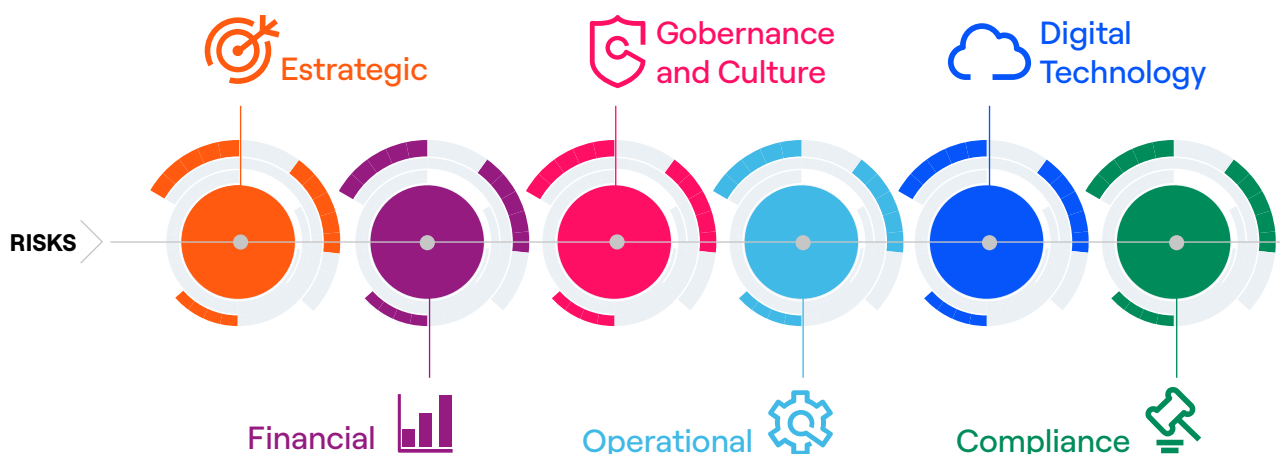 Estrategic
Gobernance
and Culture
Digital
Technology
RISKS
Financial
Operational
Compliance